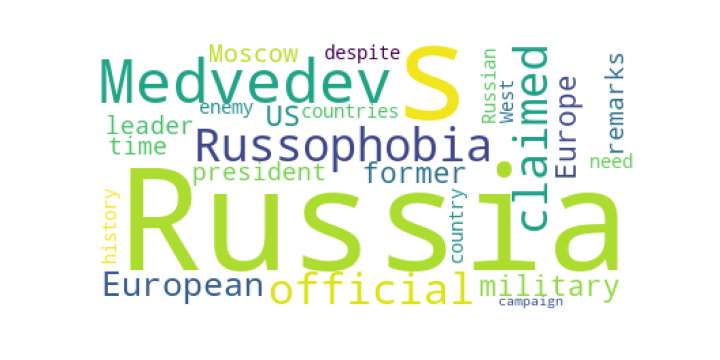 Moscow despite
Medvedev s
enemy US countries
leader
time
Russophobia
president former
Russia
history
European official
country
military
campaign
claimed
Russian
West
Europe
remarks
need